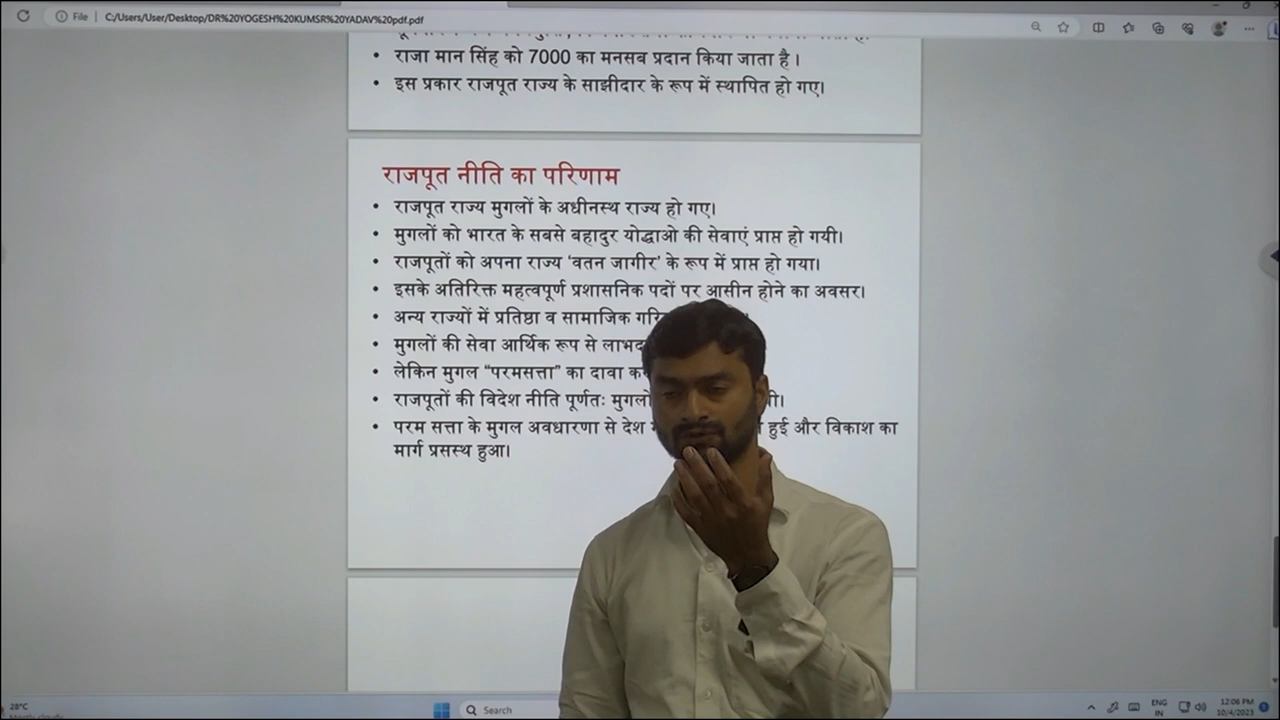 File
C:/Users/User/Desktop/DR%20YOGESH%20KUMSR%20YADAV%20pdf.pdf
• राजा मान सिंह को 7000 का मनसब प्रदान किया जाता है।
• इस प्रकार राजपूत राज्य के साझीदार के रूप में स्थापित हो गए।
राजपूत नीति का परिणाम
• राजपूत राज्य मुगलों के अधीनस्थ राज्य हो गए।
• मुगलों को भारत के सबसे बहादुर योद्धाओ की सेवाएं प्राप्त हो गयी।
• राजपूतों को अपना राज्य ‘वतन जागीर’ के रूप में प्राप्त हो गया।
• इसके अतिरिक्त महत्वपूर्ण प्रशासनिक पदों पर आसीन होने का अवसर।
• अन्य राज्यों में प्रतिष्ठा व सामाजिक
• मुगलों की सेवा आर्थिक रूप से
• लेकिन मुगल “परमसत्ता” का दावा
• राजपूतों की विदेश नीति पूर्णतः
• परम सत्ता के मुगल अवधारणा से देश हुई और विकाश का
मार्ग प्रसस्थ हुआ।
28°C
Mostly cloudy
Search
ENG
IN
12:06 PM
10/4/2023